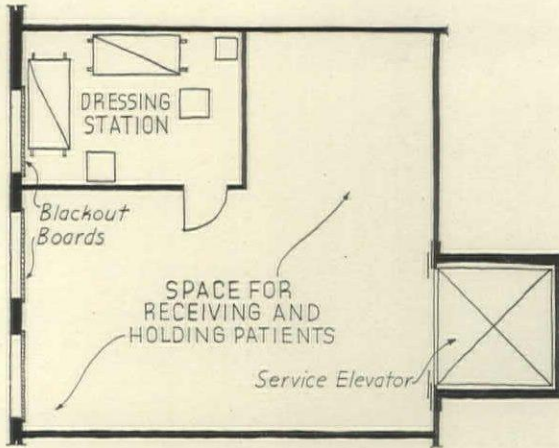 DRESSING
STATION
Blackout
Boards
SPACE FOR
RECEIVING AND
HOLDING PATIENTS
Service Elevator